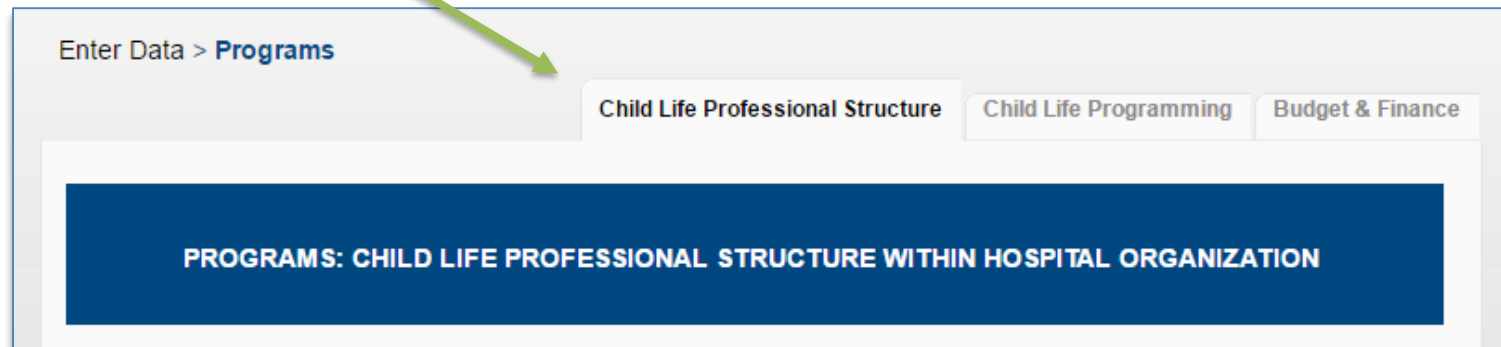 Enter Data > Programs
Child Life Professional Structure Child Life Programming Budget & Finance
PROGRAMS: CHILD LIFE PROFESSIONAL STRUCTURE WITHIN HOSPITAL ORGANIZATION